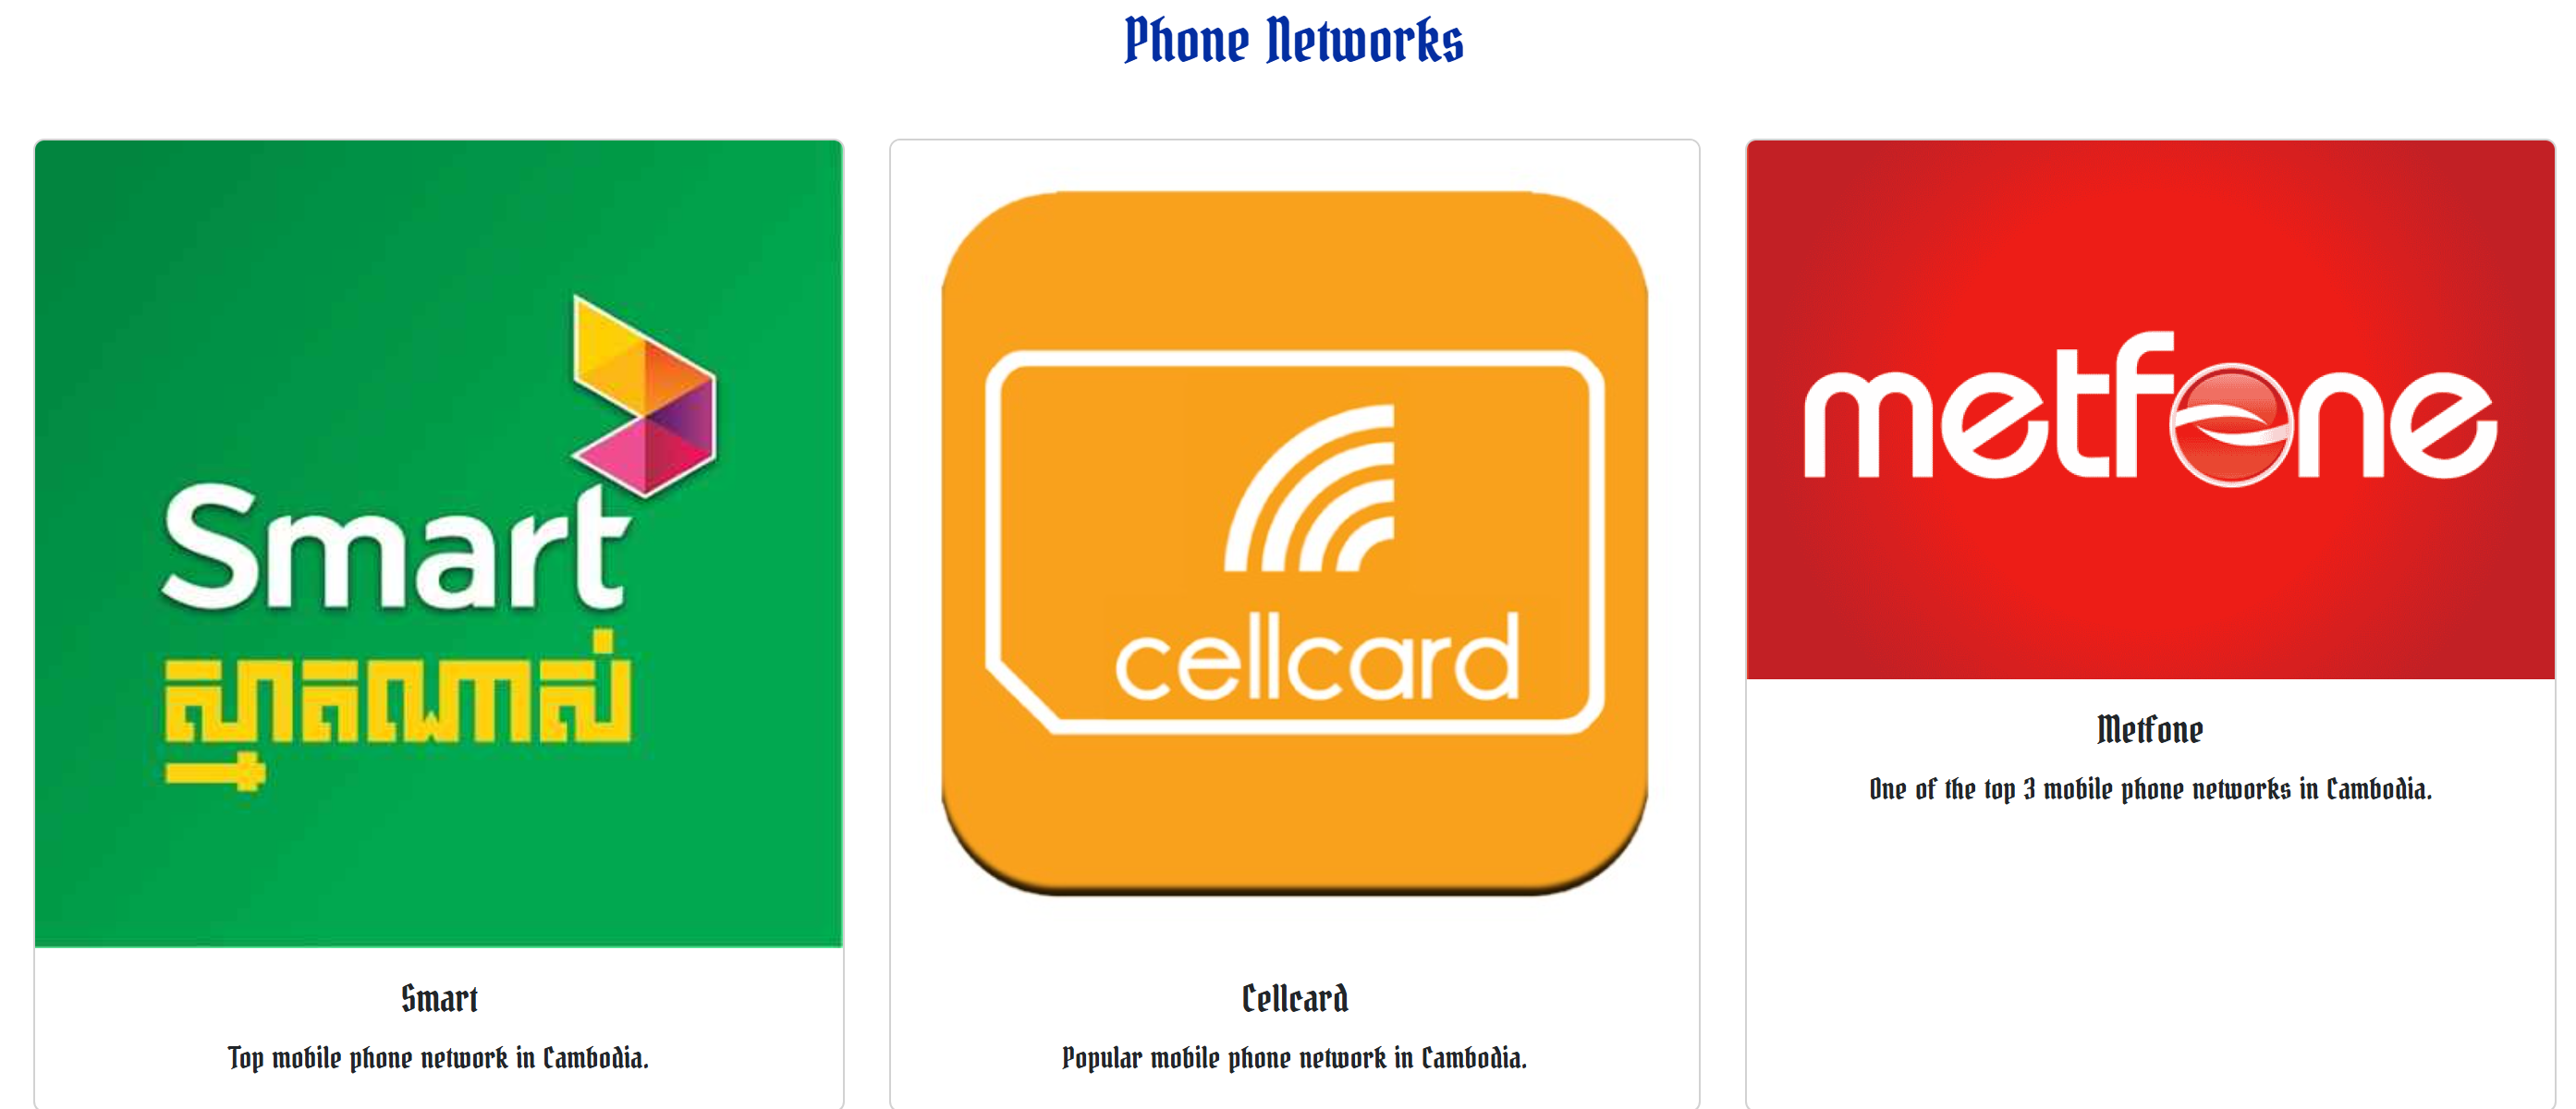 Phone Networks
Smart
ស្មាតណាស់
Smart
Top mobile phone network in Cambodia.
cellcard
Cellcard
Popular mobile phone network in Cambodia.
metfone
Metfone
One of the top 3 mobile phone networks in Cambodia.